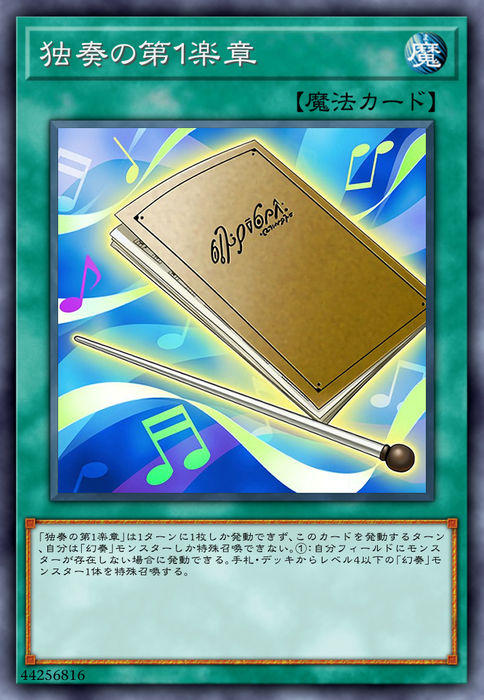 独奏の第1楽章
魔
【魔法カード】
「独奏の第1楽章」は1ターンに1枚しか発動できず、このカードを発動するターン
、自分は「幻奏」モンスターしか特殊召喚できない。①:自分フィールドにモンス
ターが存在しない場合に発動できる。手札・デッキからレベル4以下の「幻奏」モ
ンスター1体を特殊召喚する。
44256816